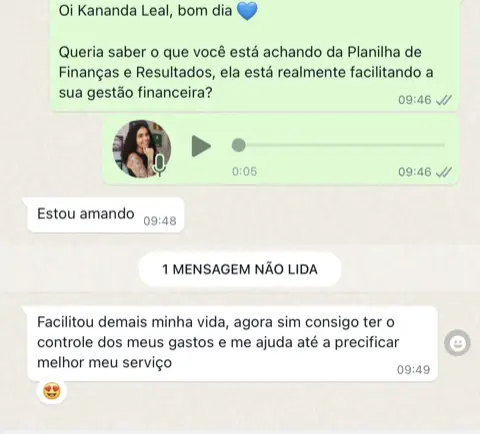 Oi Kananda Leal, bom dia 💙
Queria saber o que você está achando da Planilha de
Finanças e Resultados, ela está realmente facilitando a
sua gestão financeira?
09:46
0:05
09:46
Estou amando
09:48
1 MENSAGEM NÃO LIDA
Facilitou demais minha vida, agora sim consigo ter o
controle dos meus gastos e me ajuda até a precificar
melhor meu serviço
09:49